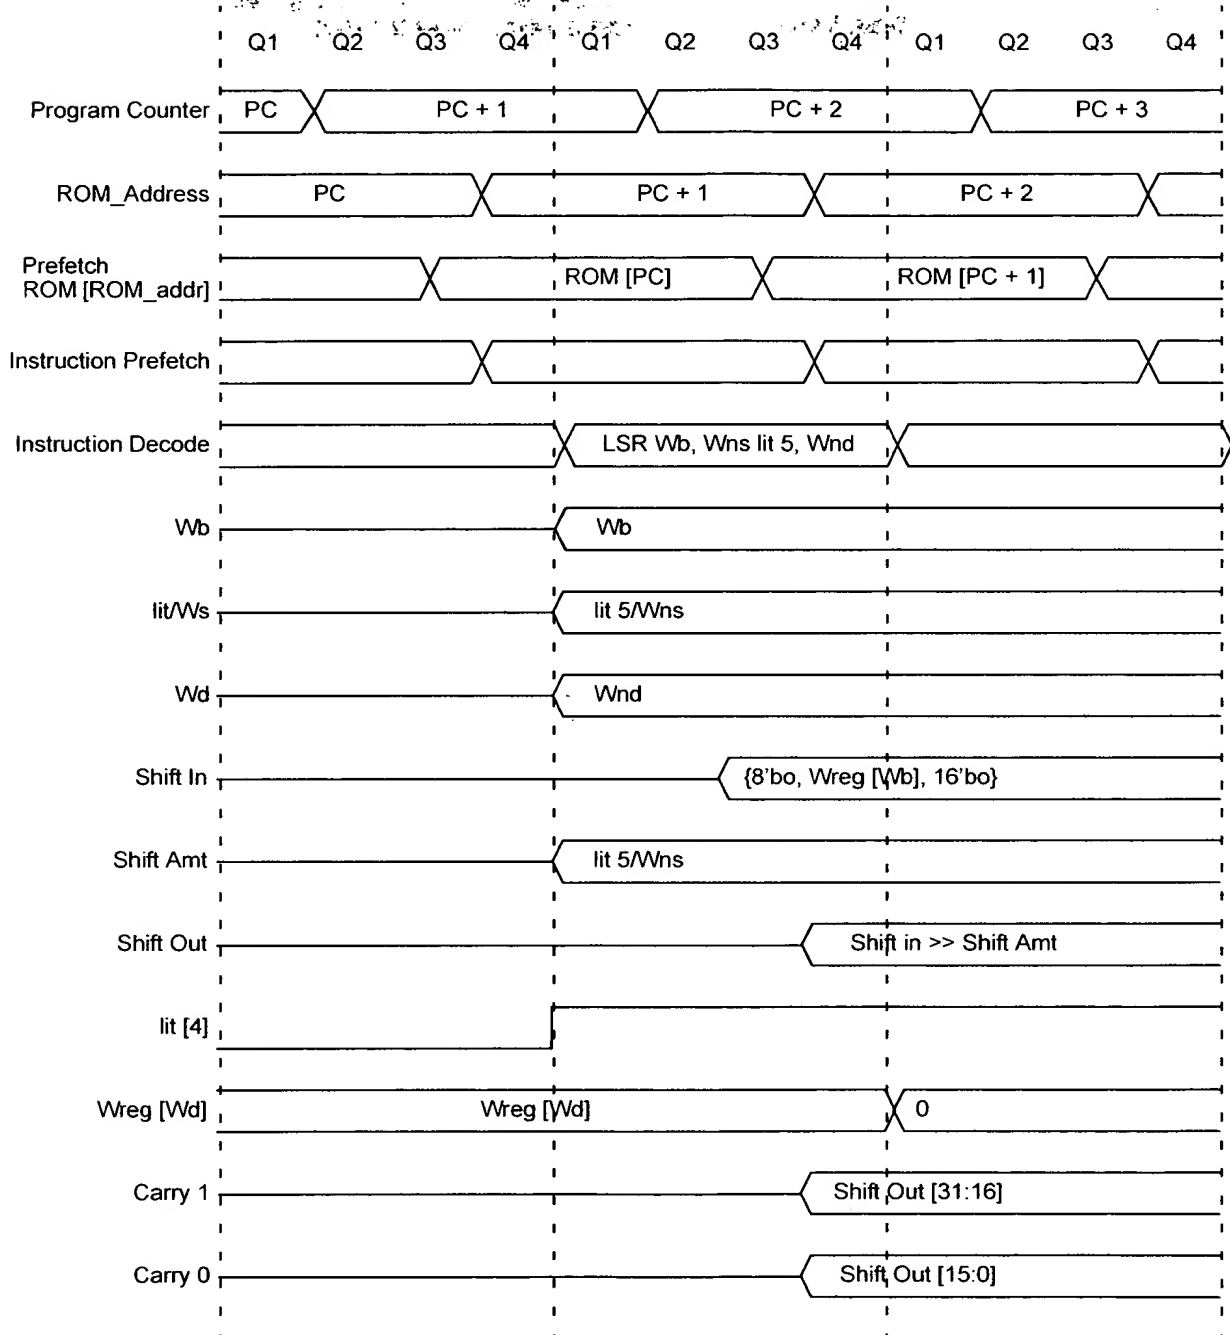 Q1 Q2 Q3 Q4 Q1 Q2 Q3 Q4 Q1 Q2 Q3 Q4
Program Counter PC PC + 1 PC + 2 PC + 3
ROM_Address PC PC + 1 PC + 2
Prefetch
ROM [ROM_addr] ROM [PC] ROM [PC + 1]
Instruction Prefetch
Instruction Decode LSR Wb, Wns lit 5, Wnd
Wb Wb
lit/Ws lit 5/Wns
Wd Wnd
Shift In {8'bo, Wreg [Wb], 16'bo}
Shift Amt lit 5/Wns
Shift Out Shift in >> Shift Amt
lit [4]
Wreg [Wd] Wreg [Wd] 0
Carry 1 Shift Out [31:16]
Carry 0 Shift Out [15:0]